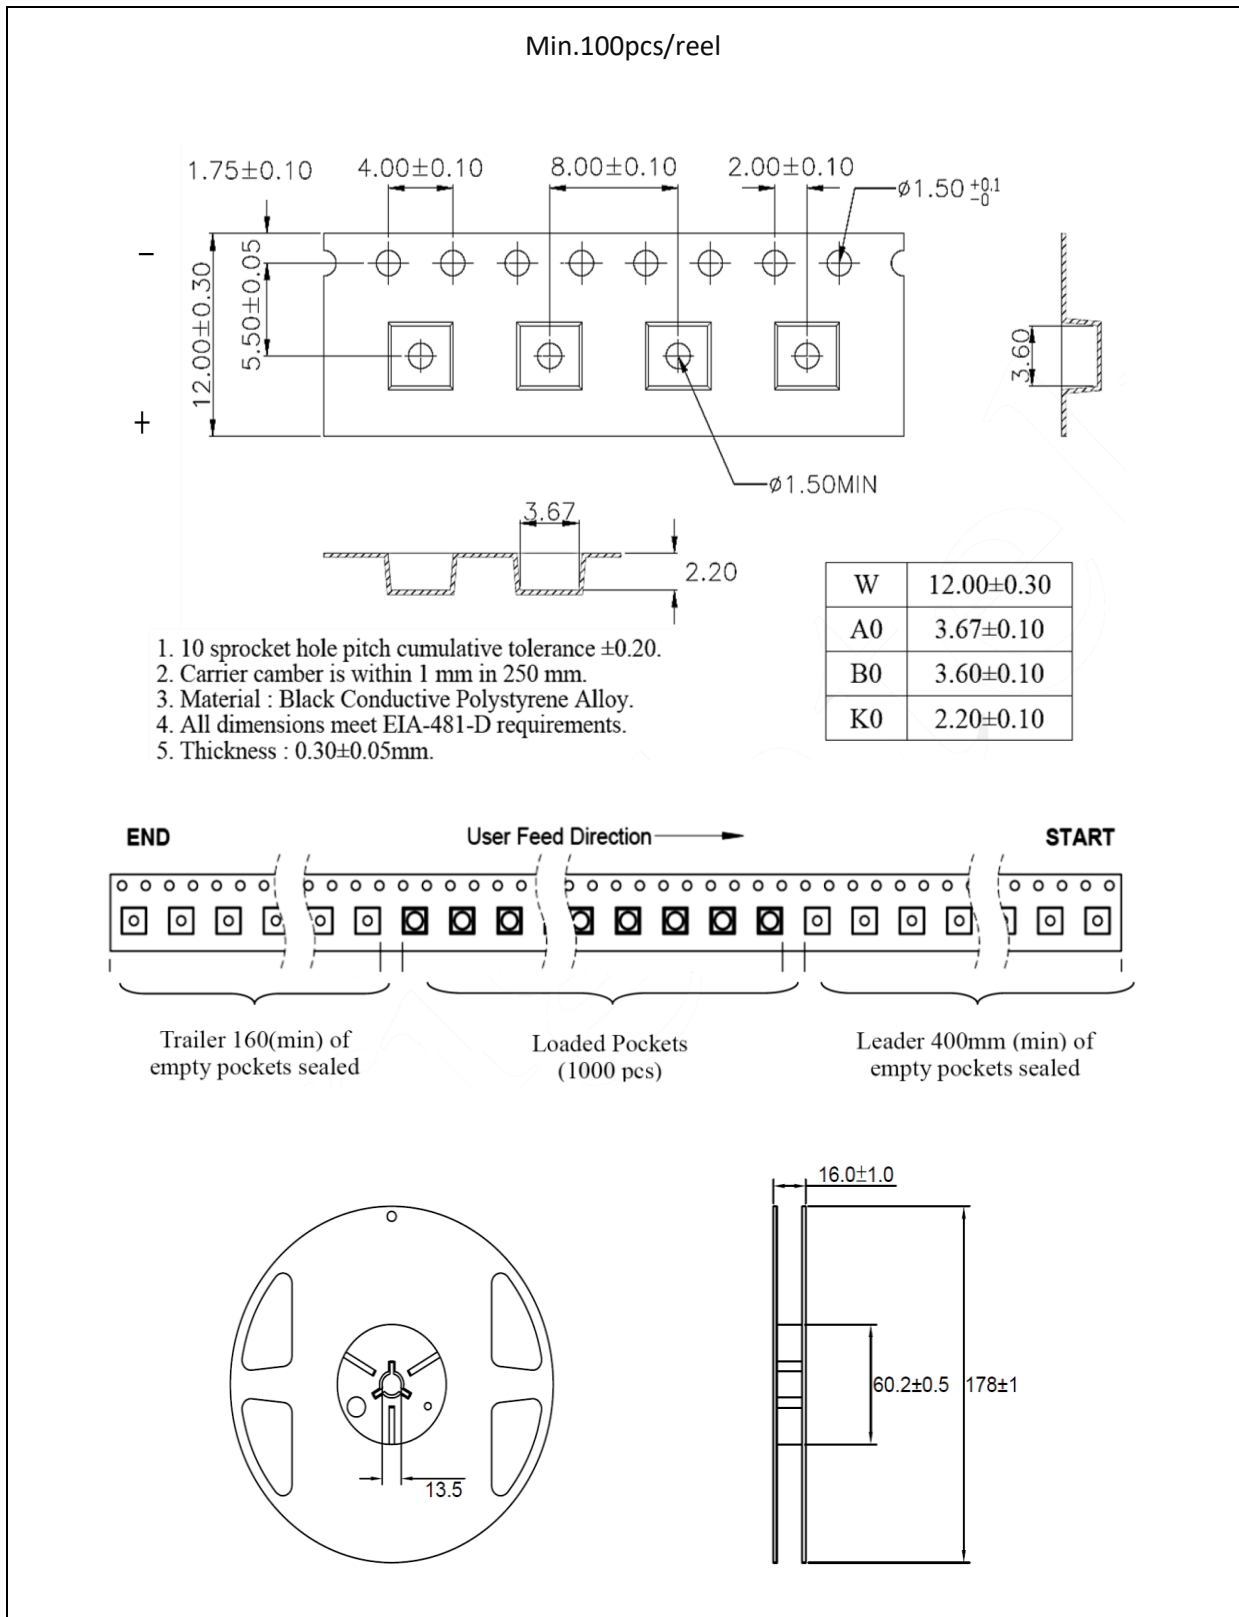 Min.100pcs/reel
1.75±0.10
4.00±0.10
8.00±0.10
2.00±0.10
⌀1.50 +0.1 -0
-
+
12.00±0.30
5.50±0.05
3.60
⌀1.50MIN
3.67
2.20
W 12.00±0.30
A0 3.67±0.10
B0 3.60±0.10
K0 2.20±0.10
1. 10 sprocket hole pitch cumulative tolerance ±0.20.
2. Carrier camber is within 1 mm in 250 mm.
3. Material : Black Conductive Polystyrene Alloy.
4. All dimensions meet EIA-481-D requirements.
5. Thickness : 0.30±0.05mm.
END
User Feed Direction
START
Trailer 160(min) of
empty pockets sealed
Loaded Pockets
(1000 pcs)
Leader 400mm (min) of
empty pockets sealed
16.0±1.0
60.2±0.5
178±1
13.5